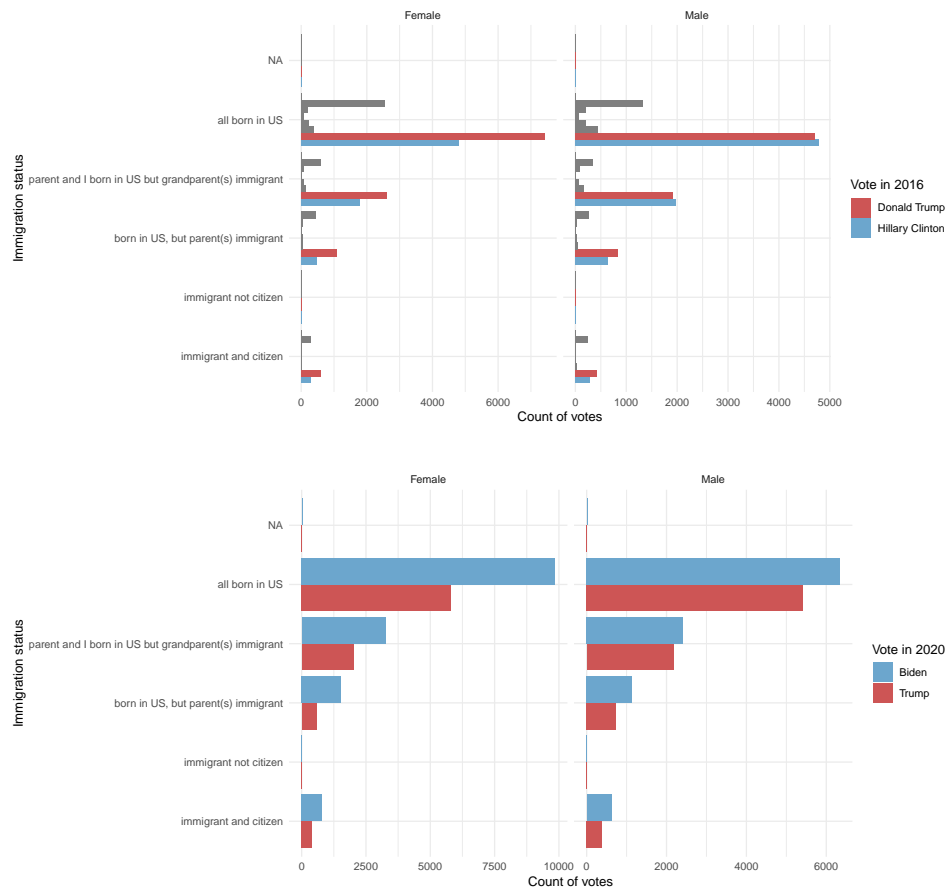 Female Male
NA
all born in US
parent and I born in US but grandparent(s) immigrant
born in US, but parent(s) immigrant
immigrant not citizen
immigrant and citizen
Immigration status
0 2000 4000 6000 0 1000 2000 3000 4000 5000
Count of votes
Vote in 2016
Donald Trump
Hillary Clinton
Female Male
NA
all born in US
parent and I born in US but grandparent(s) immigrant
born in US, but parent(s) immigrant
immigrant not citizen
immigrant and citizen
Immigration status
0 2500 5000 7500 10000 0 2000 4000 6000
Count of votes
Vote in 2020
Biden
Trump